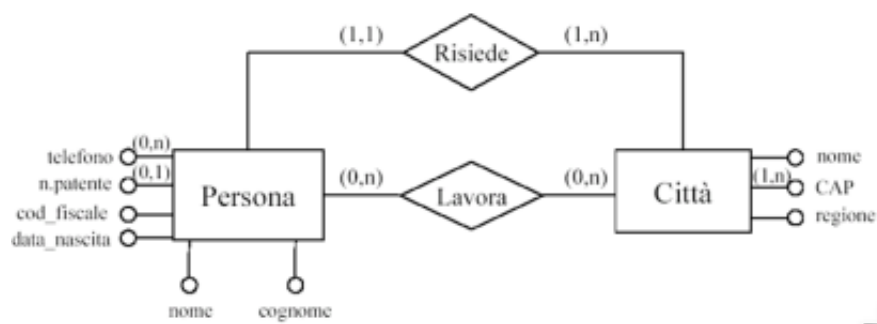 (1,1)
Risiede
(1,n)
telefono
(0,n)
n.patente
(0,1)
cod_fiscale
data_nascita
Persona
(0,n)
Lavora
(0,n)
Città
nome
(1,n)
CAP
regione
nome
cognome